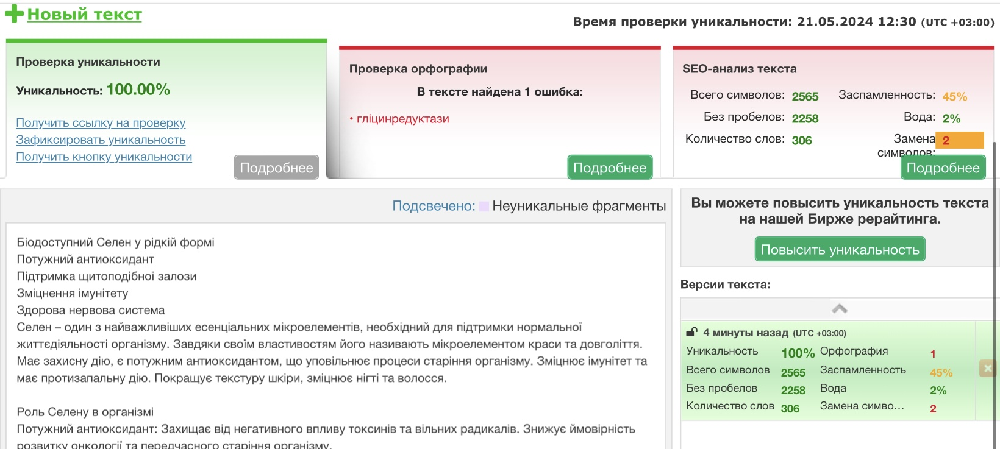 Новый текст
Время проверки уникальности: 21.05.2024 12:30 (UTC +03:00)
Проверка уникальности
Уникальность: 100.00%
Получить ссылку на проверку
Зафиксировать уникальность
Получить кнопку уникальности
Подробнее
Проверка орфографии
В тексте найдена 1 ошибка:
• гліцинредуктази
Подробнее
SEO-анализ текста
Всего символов: 2565 Заспамленность: 45%
Без пробелов: 2258 Вода: 2%
Количество слов: 306 Замена символов: 2
Подробнее
Подсвечено: Неуникальные фрагменты
Біодоступний Селен у рідкій формі
Потужний антиоксидант
Підтримка щитоподібної залози
Зміцнення імунітету
Здорова нервова система
Селен – один з найважливіших есенціальних мікроелементів, необхідний для підтримки нормальної
життєдіяльності організму. Завдяки своїм властивостям його називають мікроелементом краси та довголіття.
Має захисну дію, є потужним антиоксидантом, що уповільнює процеси старіння організму. Зміцнює імунітет та
має протизапальну дію. Покращує текстуру шкіри, зміцнює нігті та волосся.
Роль Селену в організмі
Потужний антиоксидант: Захищає від негативного впливу токсинів та вільних радикалів. Знижує ймовірність
розвитку онкології та передчасного старіння організму.
Вы можете повысить уникальность текста
на нашей Бирже рерайтинга.
Повысить уникальность
Версии текста:
4 минуты назад (UTC +03:00)
Уникальность 100% Орфография 1
Всего символов 2565 Заспамленность 45%
Без пробелов 2258 Вода 2%
Количество слов 306 Замена симво... 2